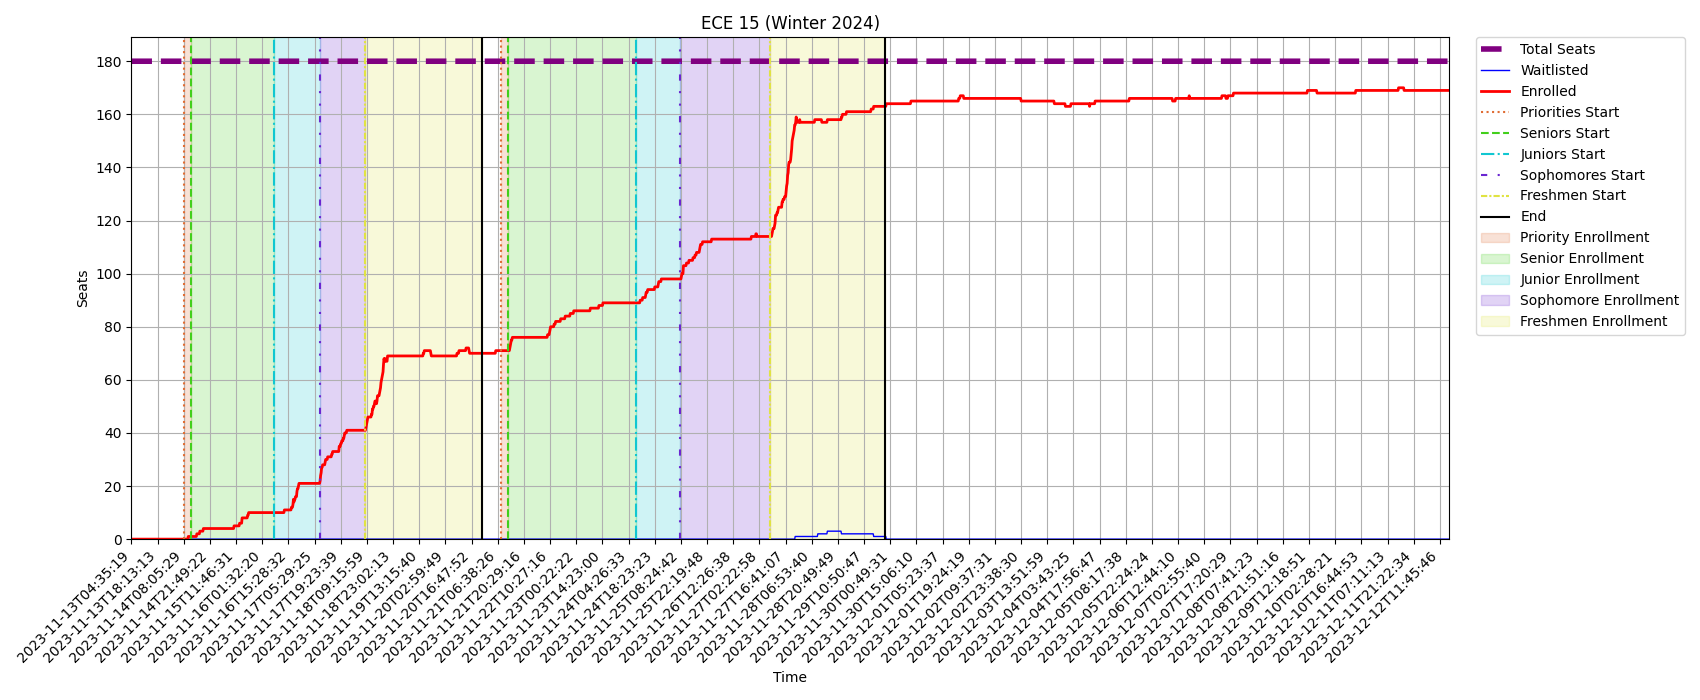 ECE 15 (Winter 2024)
Seats
180
160
140
120
100
80
60
40
20
0
2023-11-13T04:35:19
2023-11-13T18:13:13
2023-11-14T08:05:29
2023-11-14T21:49:22
2023-11-15T11:46:31
2023-11-16T01:32:20
2023-11-16T15:28:32
2023-11-17T05:29:25
2023-11-17T19:23:39
2023-11-18T09:15:59
2023-11-18T23:02:13
2023-11-19T13:15:40
2023-11-20T02:59:49
2023-11-20T16:47:52
2023-11-21T06:38:26
2023-11-21T20:29:16
2023-11-22T10:27:16
2023-11-23T00:22:22
2023-11-23T14:23:00
2023-11-24T04:26:33
2023-11-24T18:23:23
2023-11-25T08:24:42
2023-11-25T22:19:48
2023-11-26T12:26:38
2023-11-27T02:22:58
2023-11-27T16:41:07
2023-11-28T06:53:40
2023-11-28T20:49:49
2023-11-29T10:50:47
2023-11-30T00:49:31
2023-11-30T15:06:10
2023-12-01T05:23:37
2023-12-01T19:24:19
2023-12-02T09:37:31
2023-12-02T23:38:30
2023-12-03T13:51:59
2023-12-04T03:43:25
2023-12-04T17:56:47
2023-12-05T08:17:38
2023-12-05T22:24:24
2023-12-06T12:44:10
2023-12-07T02:55:40
2023-12-07T17:20:29
2023-12-08T07:41:23
2023-12-08T21:51:16
2023-12-09T12:18:51
2023-12-10T02:28:21
2023-12-10T16:44:53
2023-12-11T07:11:13
2023-12-11T21:22:34
2023-12-12T11:45:46
Time
Total Seats
Waitlisted
Enrolled
Priorities Start
Seniors Start
Juniors Start
Sophomores Start
Freshmen Start
End
Priority Enrollment
Senior Enrollment
Junior Enrollment
Sophomore Enrollment
Freshmen Enrollment